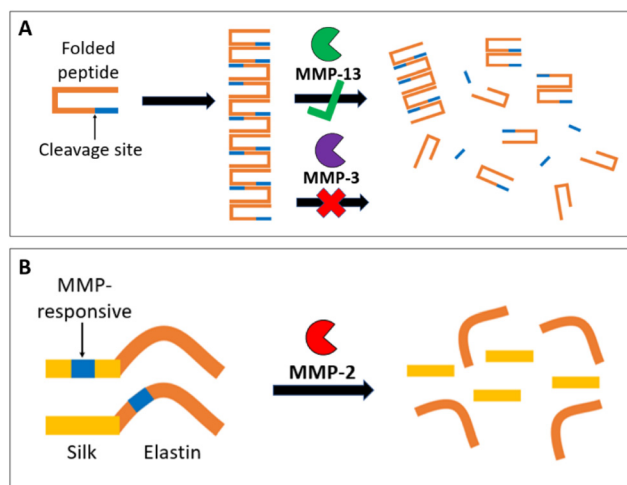 A
Folded
peptide
Cleavage site
MMP-13
MMP-3
B
MMP-
responsive
Silk
Elastin
MMP-2